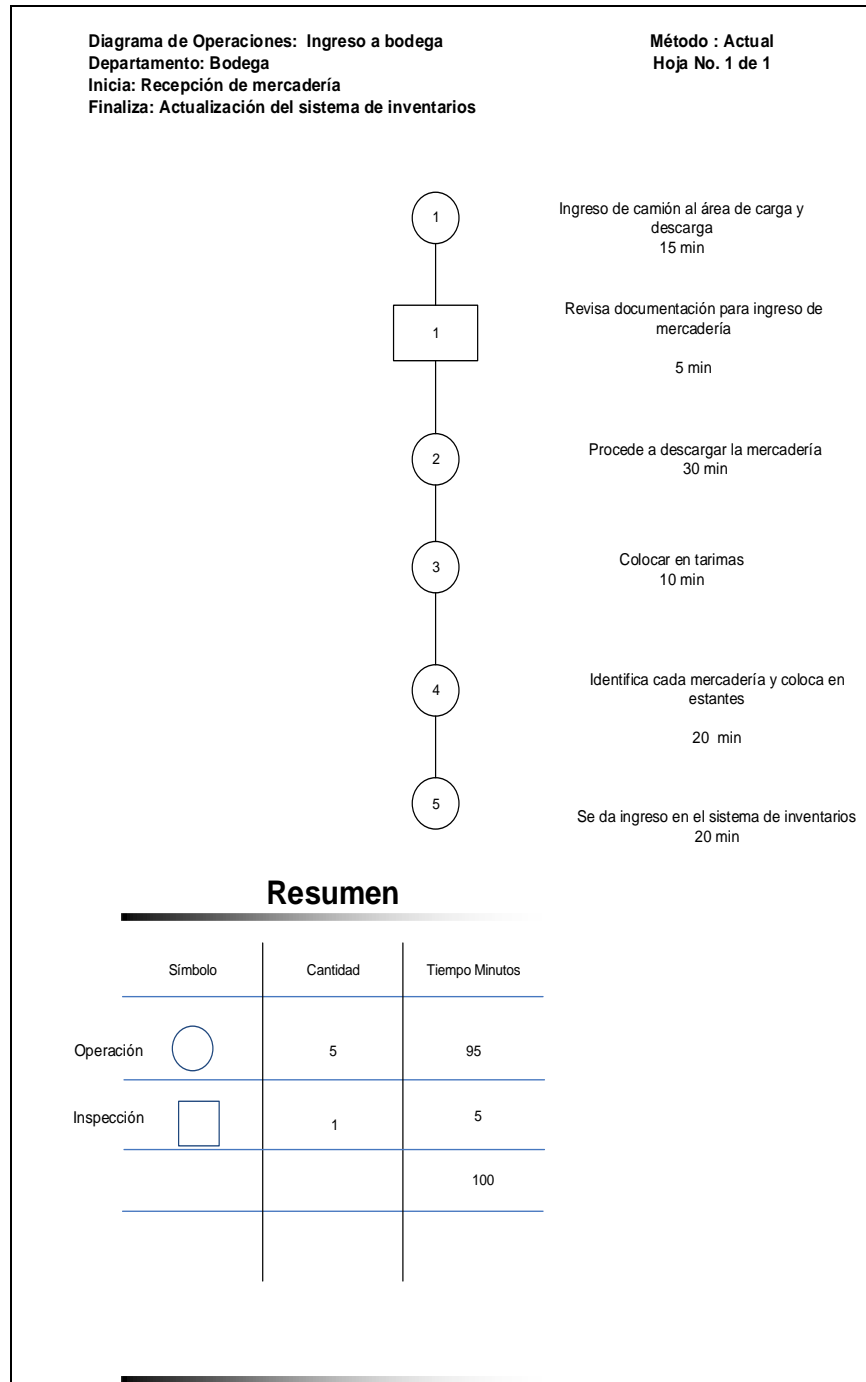 Diagrama de Operaciones: Ingreso a bodega
Método : Actual
Departamento: Bodega
Hoja No. 1 de 1
Inicia: Recepción de mercadería
Finaliza: Actualización del sistema de inventarios
1
Ingreso de camión al área de carga y
descarga
15 min
1
Revisa documentación para ingreso de
mercadería
5 min
2
Procede a descargar la mercadería
30 min
3
Colocar en tarimas
10 min
4
Identifica cada mercadería y coloca en
estantes
20 min
5
Se da ingreso en el sistema de inventarios
20 min
Resumen
Símbolo Cantidad Tiempo Minutos
Operación 5 95
Inspección 1 5
100